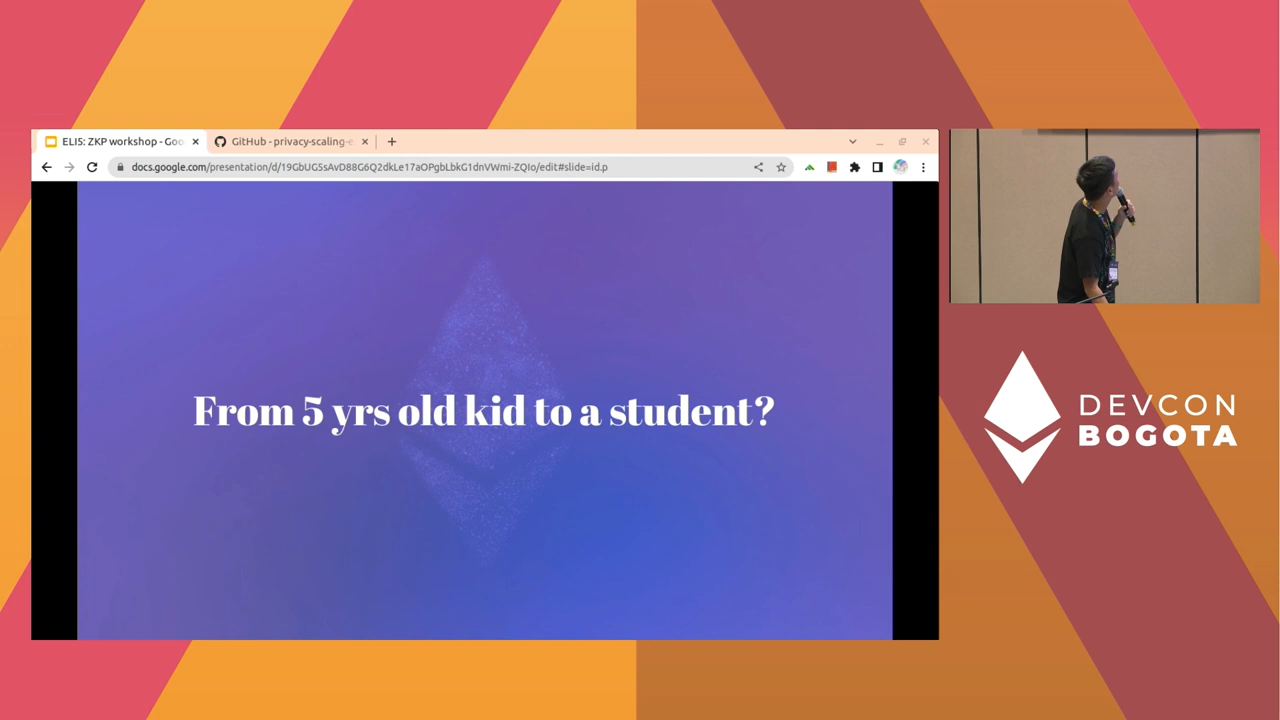 ELI5: ZKP workshop - Goo
GitHub - privacy-scaling-e
docs.google.com/presentation/d/19GbUG5sAvD88G6Q2dkLe17aOPgbLbkG1dnVWmi-ZQIo/edit#slide=id.p
From 5 yrs old kid to a student?
DEVCON
BOGOTA